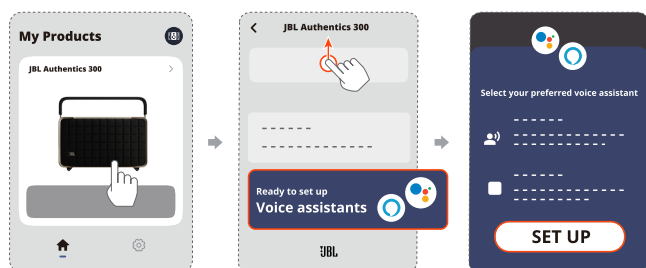 My Products
JBL Authentics 300
JBL
JBL Authentics 300
Ready to set up
Voice assistants
JBL
Select your preferred voice assistant
SET UP